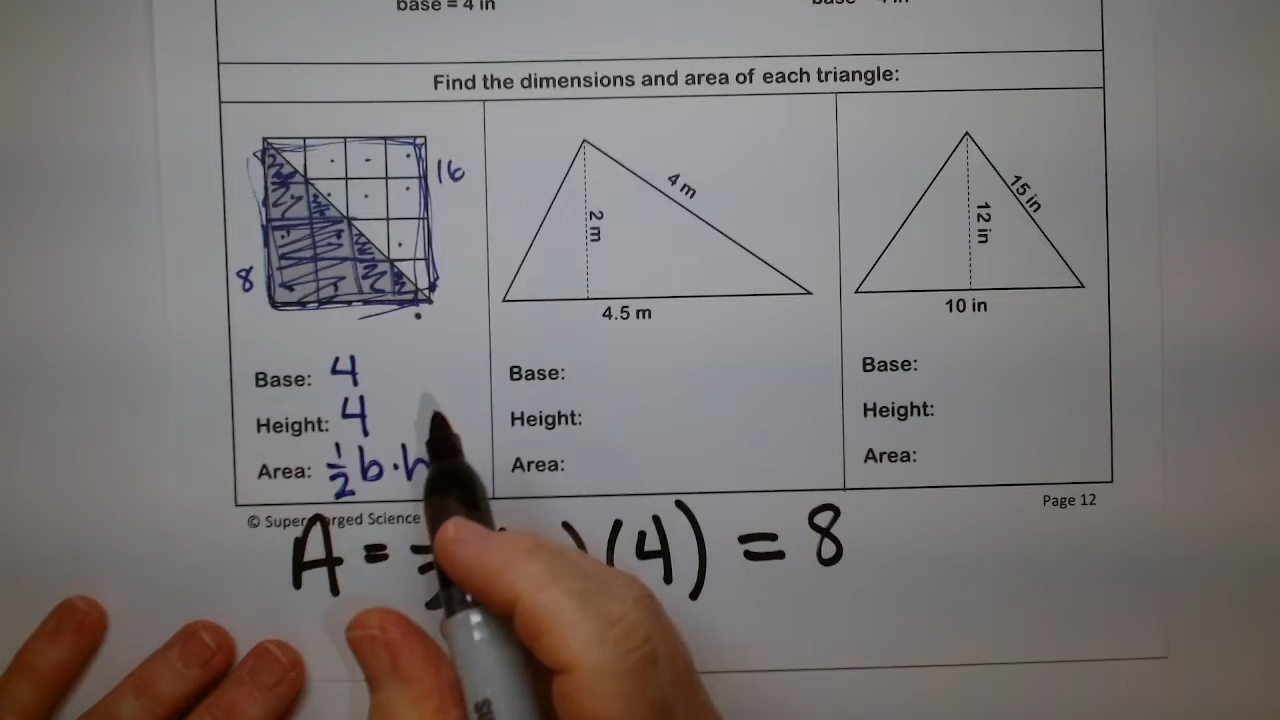 base = 4 in
Find the dimensions and area of each triangle:
16
8
Base: 4
Height: 4
Area: 1/2 b·h
4 m
2 m
4.5 m
Base:
Height:
Area:
15 in
12 in
10 in
Base:
Height:
Area:
Page 12
© Science
A = (4) = 8